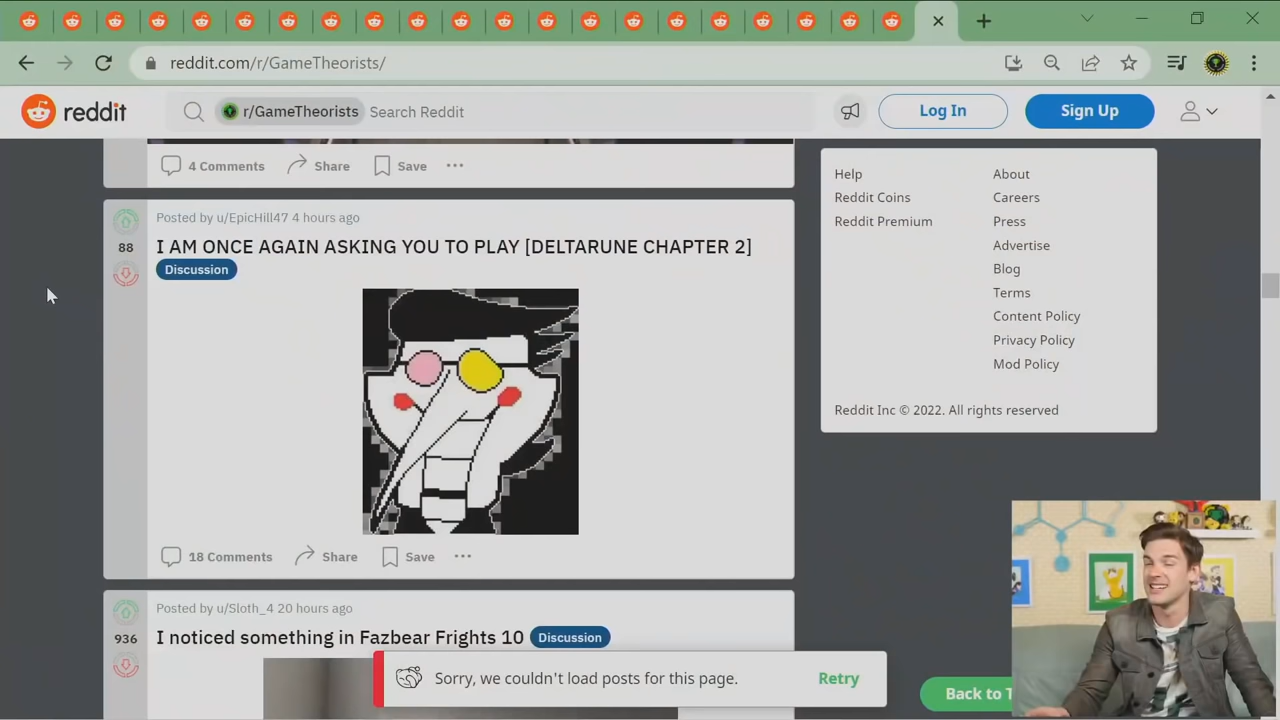 reddit.com/r/GameTheorists/
reddit
r/GameTheorists
Search Reddit
Log In
Sign Up
4 Comments
Share
Save
Posted by u/EpicHill47 4 hours ago
88
I AM ONCE AGAIN ASKING YOU TO PLAY [DELTARUNE CHAPTER 2]
Discussion
18 Comments
Share
Save
Posted by u/Sloth_4 20 hours ago
936
I noticed something in Fazbear Frights 10
Discussion
Help
About
Reddit Coins
Careers
Reddit Premium
Press
Advertise
Blog
Terms
Content Policy
Privacy Policy
Mod Policy
Reddit Inc © 2022. All rights reserved
Sorry, we couldn't load posts for this page.
Retry
Back to T